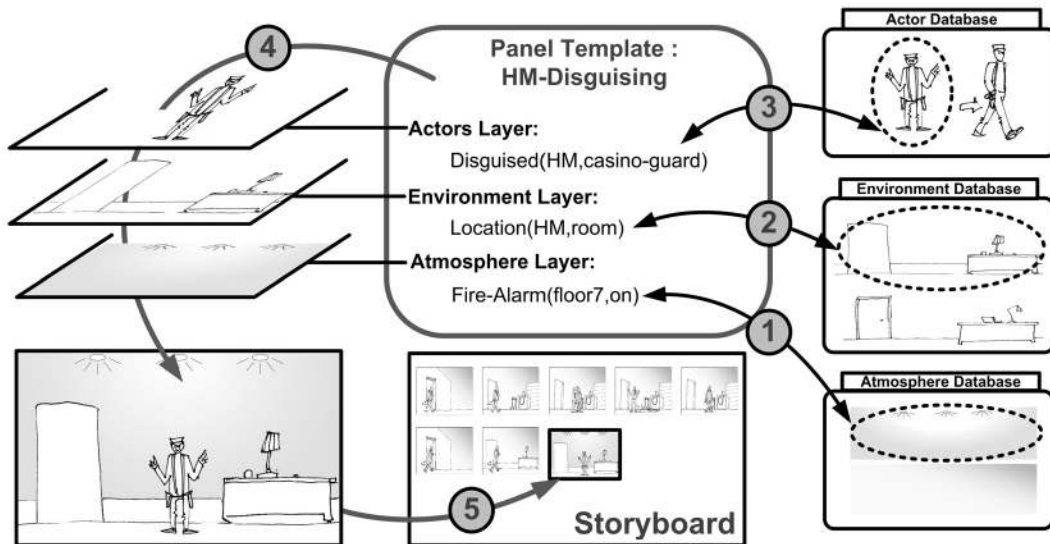 4
Panel Template :
HM-Disguising
Actors Layer:
Disguised(HM,casino-guard)
Environment Layer:
Location(HM,room)
Atmosphere Layer:
Fire-Alarm(floor7,on)
3
2
1
Actor Database
Environment Database
Atmosphere Database
5
Storyboard